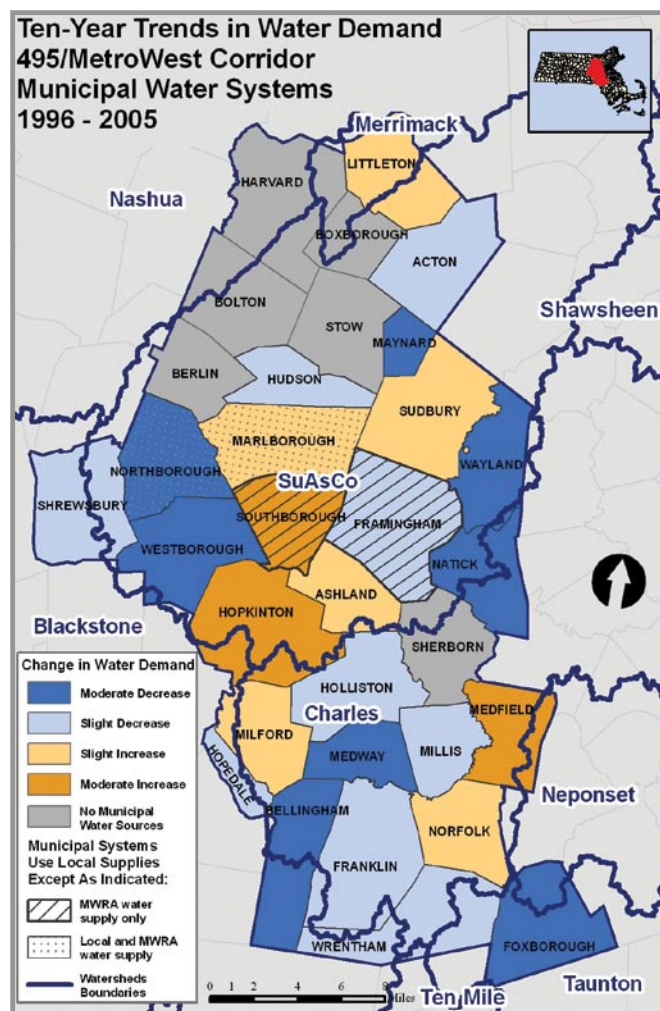 Ten-Year Trends in Water Demand
495/MetroWest Corridor
Municipal Water Systems
1996 - 2005
Merrimack
LITTLETON
HARVARD
Nashua
BOXBOROUGH
ACTON
BOLTON
STOW
Shawsheen
MAYNARD
BERLIN
HUDSON
SUDBURY
MARLBOROUGH
WAYLAND
NORTHBOROUGH
SuAsCo
SHREWSBURY
SOUTHBOROUGH
FRAMINGHAM
WESTBOROUGH
NATICK
ASHLAND
HOPKINTON
Blackstone
SHERBORN
HOLLISTON
MEDFIELD
Charles
MILFORD
MILLIS
HOPEDALE
MEDWAY
Neponset
BELLINGHAM
NORFOLK
FRANKLIN
WRENTHAM
FOXBOROUGH
Taunton
Ten Mile
Change in Water Demand
Moderate Decrease
Slight Decrease
Slight Increase
Moderate Increase
No Municipal
Water Sources
Municipal Systems
Use Local Supplies
Except As Indicated:
MWRA water
supply only
Local and MWRA
water supply
Watersheds
Boundaries
0 1 2 4 6 8
Miles